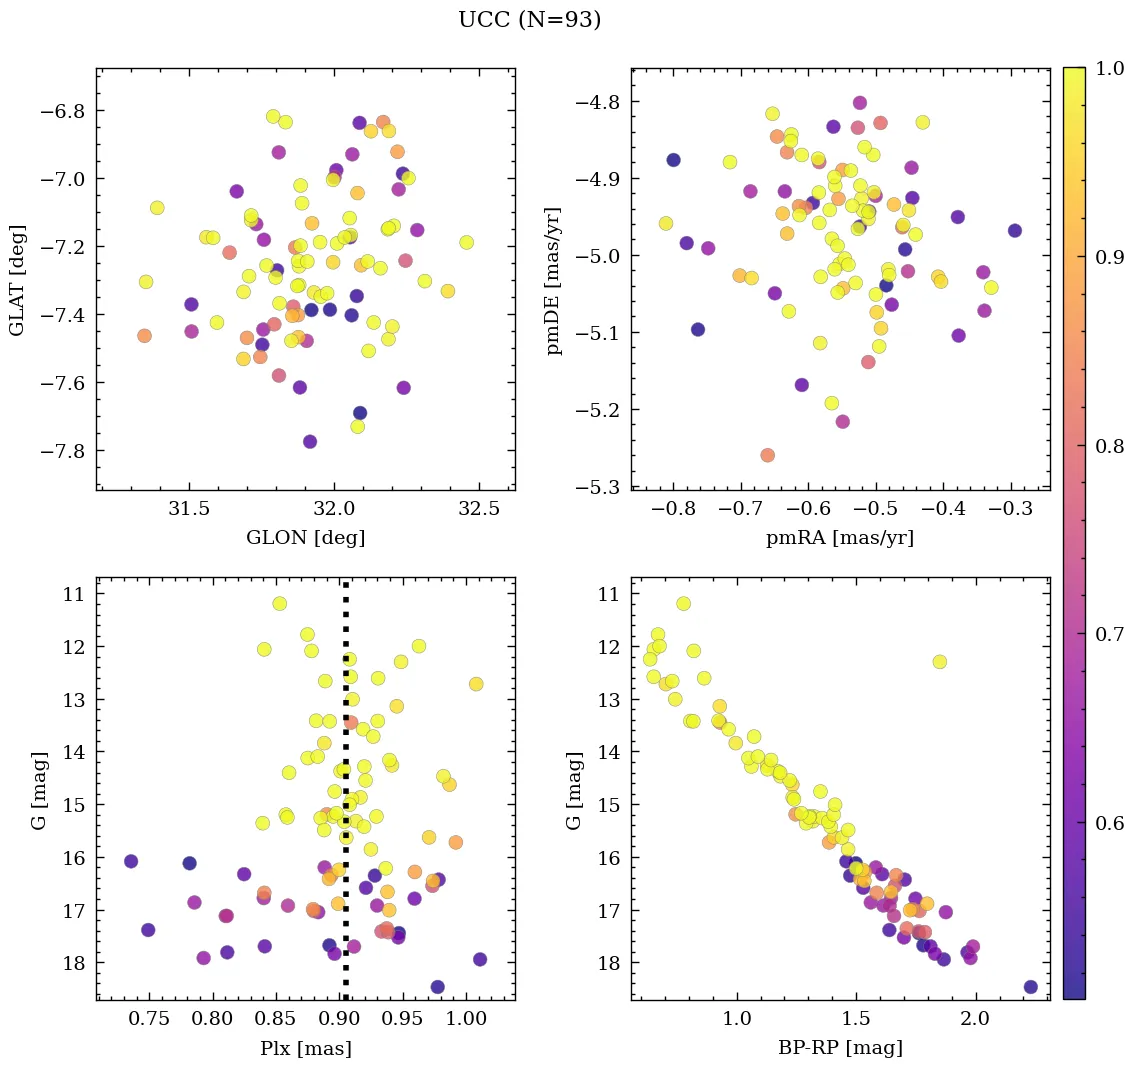 UCC (N=93)
−6.8
−7.0
−7.2
−7.4
−7.6
−7.8
GLAT [deg]
31.5 32.0 32.5
GLON [deg]
−4.8
−4.9
−5.0
−5.1
−5.2
−5.3
pmDE [mas/yr]
−0.8 −0.7 −0.6 −0.5 −0.4 −0.3
pmRA [mas/yr]
11
12
13
14
15
16
17
18
G [mag]
0.75 0.80 0.85 0.90 0.95 1.00
Plx [mas]
11
12
13
14
15
16
17
18
G [mag]
1.0 1.5 2.0
BP-RP [mag]
1.0
0.9
0.8
0.7
0.6